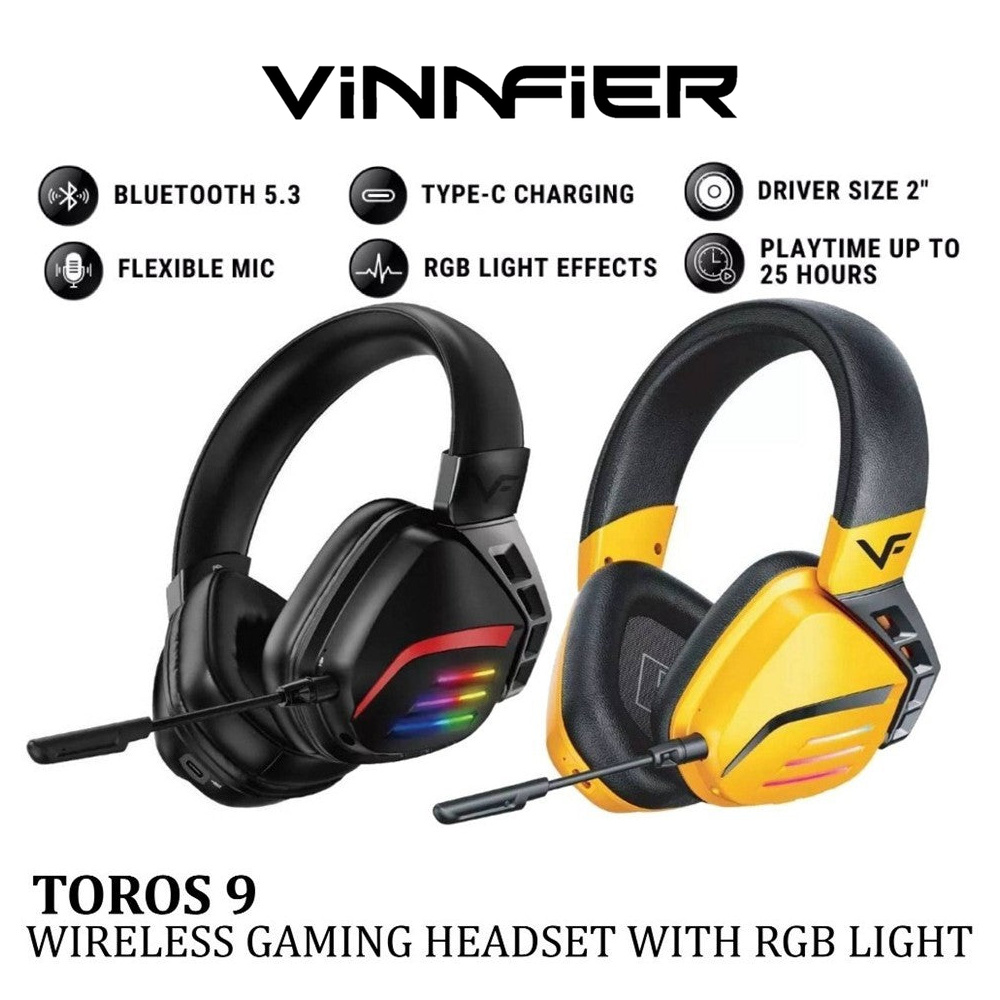 ViNNFiER
BLUETOOTH 5.3
TYPE-C CHARGING
DRIVER SIZE 2"
FLEXIBLE MIC
RGB LIGHT EFFECTS
PLAYTIME UP TO
25 HOURS
VF
VF
TOROS 9
WIRELESS GAMING HEADSET WITH RGB LIGHT